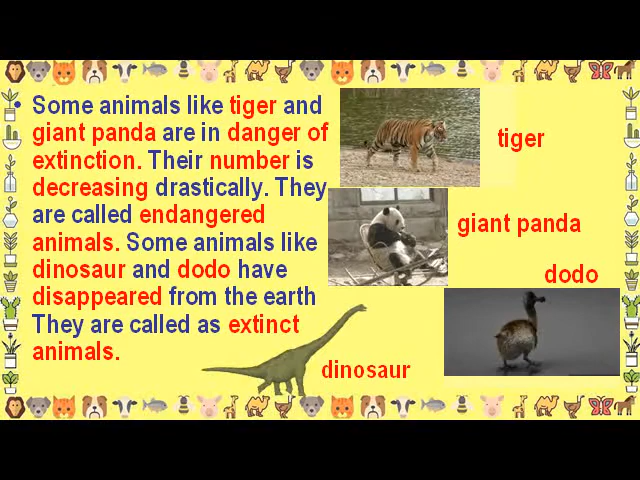 • Some animals like tiger and
giant panda are in danger of
extinction. Their number is
decreasing drastically. They
are called endangered
animals. Some animals like
dinosaur and dodo have
disappeared from the earth
They are called as extinct
animals.
tiger
giant panda
dodo
dinosaur